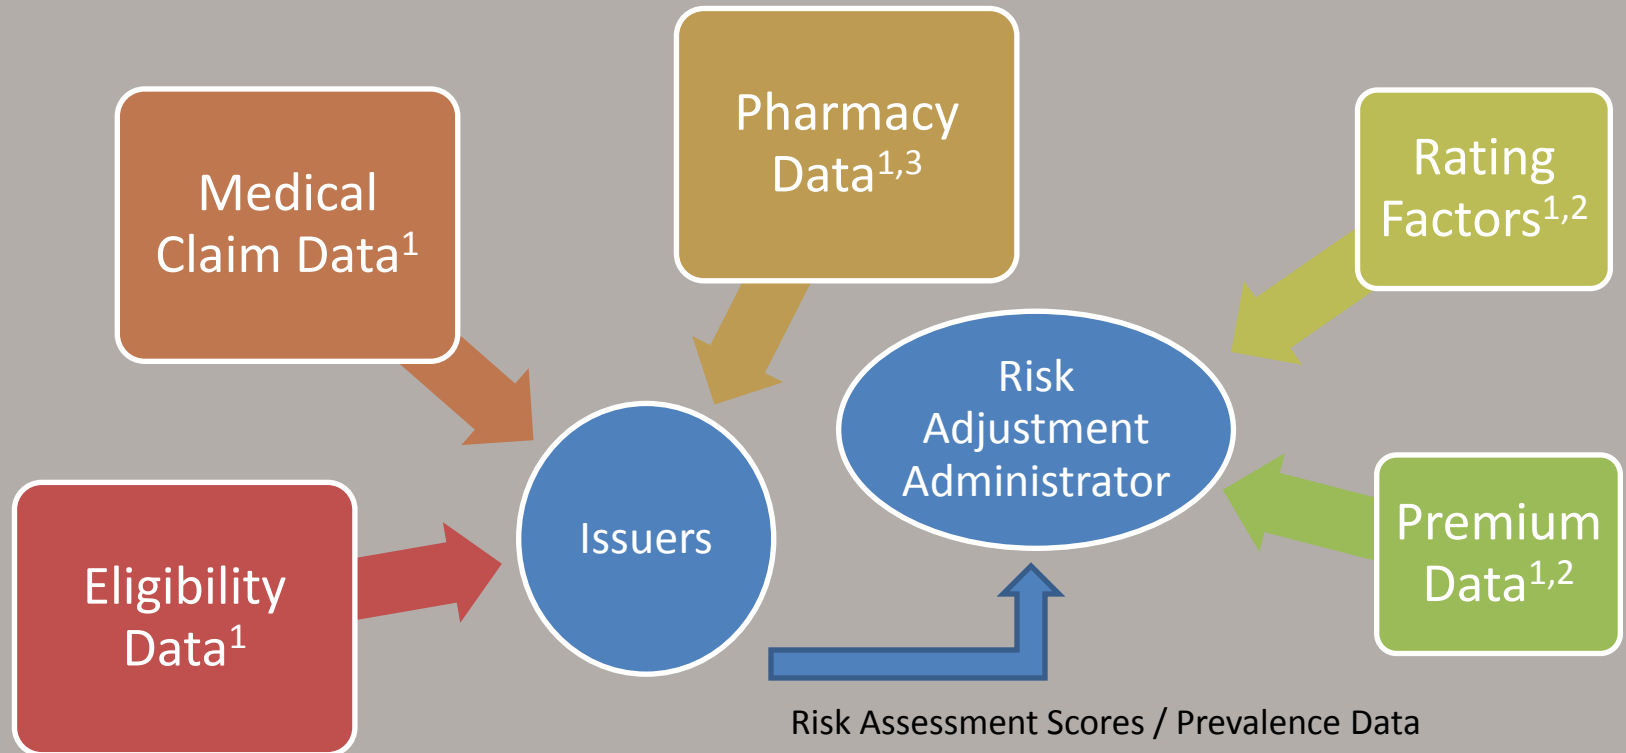 Pharmacy
Data1,3
Medical
Claim Data1
Rating
Factors1,2
Risk
Adjustment
Administrator
Issuers
Premium
Data1,2
Eligibility
Data1
Risk Assessment Scores / Prevalence Data